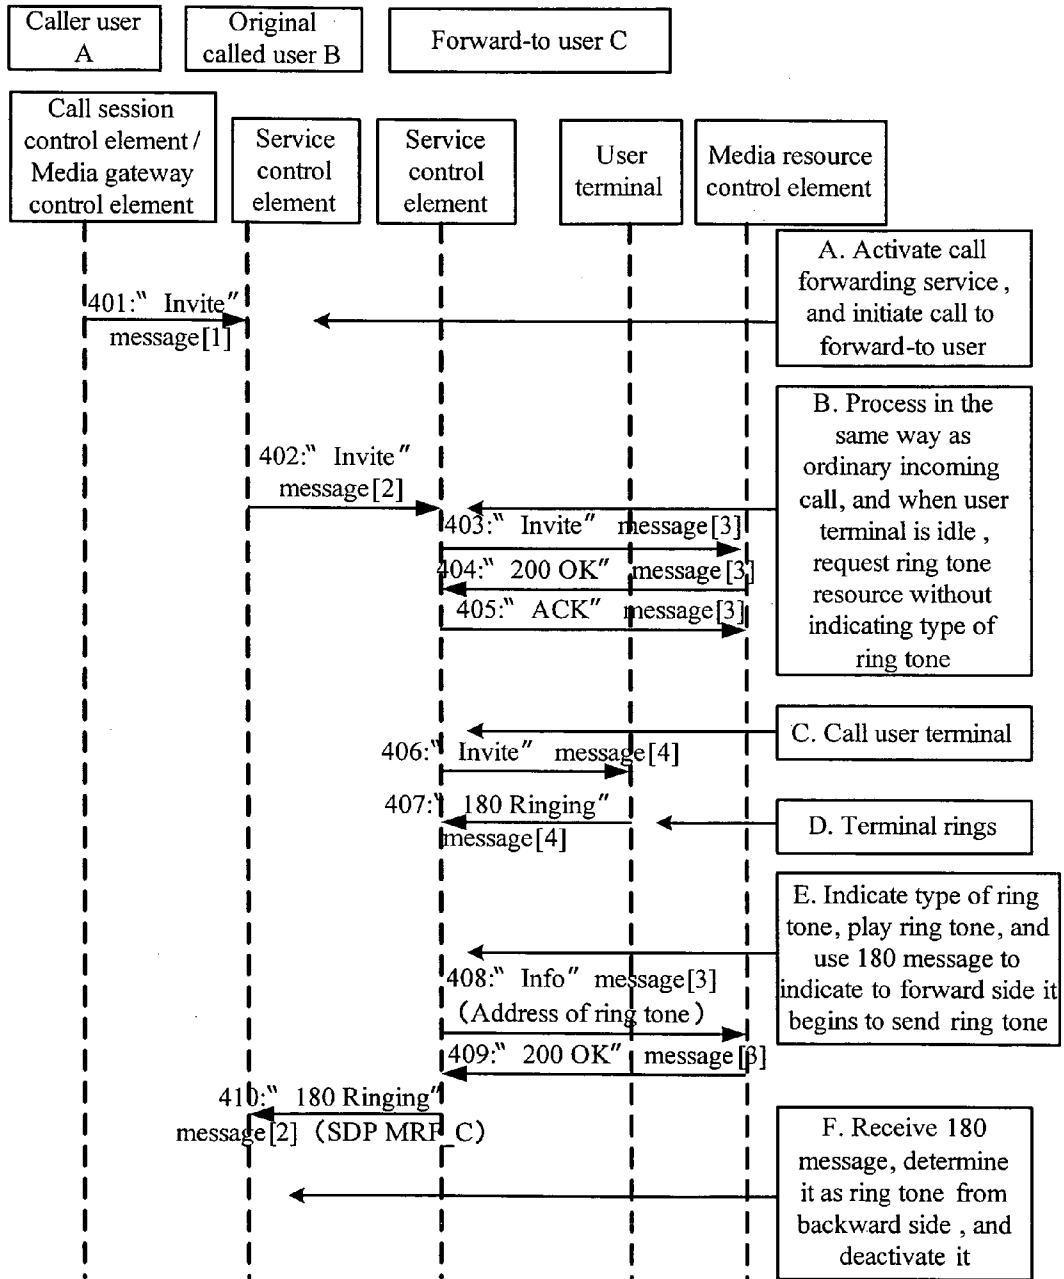 Caller user
A
Original
called user B
Forward-to user C
Call session
control element /
Media gateway
control element
Service
control
element
Service
control
element
User
terminal
Media resource
control element
A. Activate call
forwarding service ,
and initiate call to
forward-to user
401:“ Invite”
message[1]
B. Process in the
same way as
ordinary incoming
call, and when user
terminal is idle ,
request ring tone
resource without
indicating type of
ring tone
402:“ Invite”
message[2]
403:“ Invite” message[3]
404:“ 200 OK” message[3]
405:“ ACK” message[3]
C. Call user terminal
406:“ Invite” message[4]
407:“ 180 Ringing”
message[4]
D. Terminal rings
E. Indicate type of ring
tone, play ring tone, and
use 180 message to
indicate to forward side it
begins to send ring tone
408:“ Info” message[3]
(Address of ring tone)
409:“ 200 OK” message[3]
410:“ 180 Ringing”
message[2] (SDP MRF_C)
F. Receive 180
message, determine
it as ring tone from
backward side , and
deactivate it